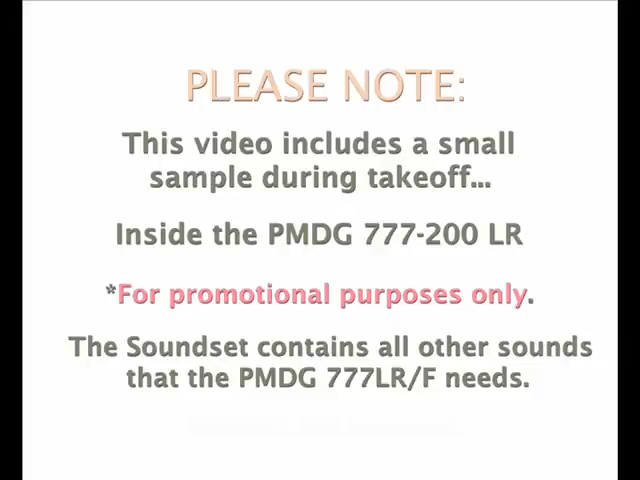 PLEASE NOTE:
This video includes a small
sample during takeoff...
Inside the PMDG 777-200 LR
*For promotional purposes only.
The Soundset contains all other sounds
that the PMDG 777LR/F needs.